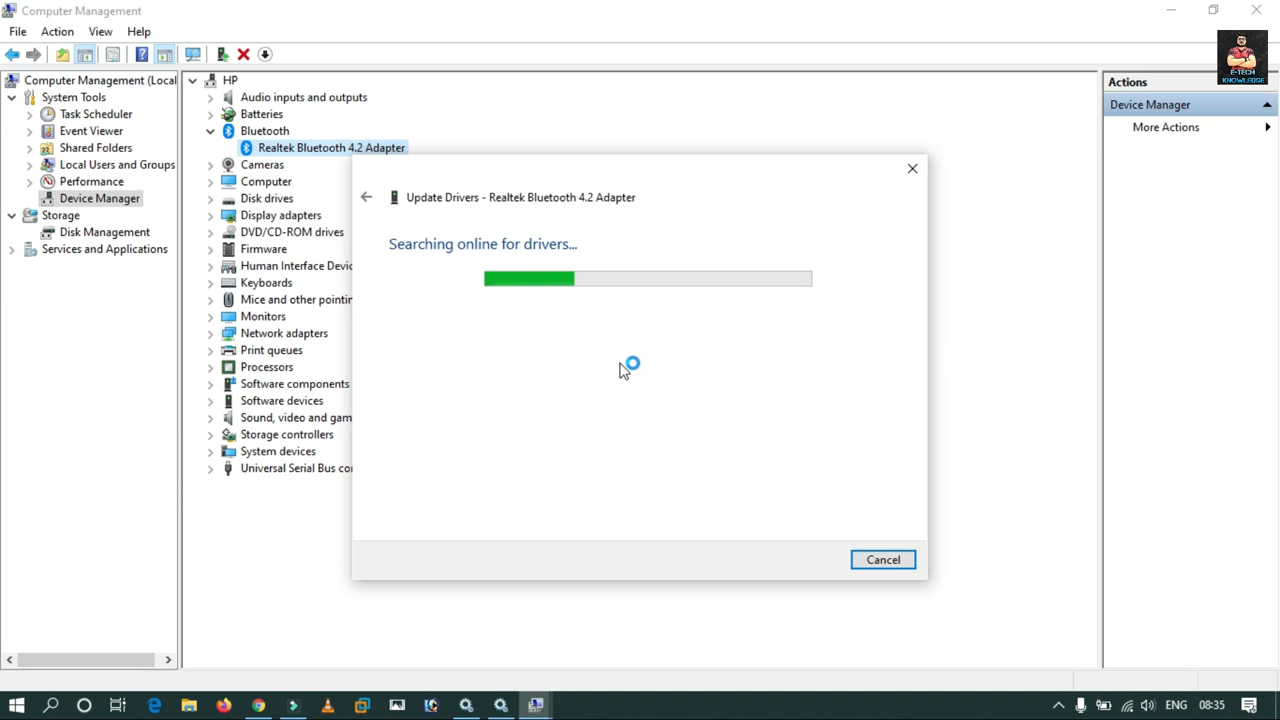 Computer Management
File Action View Help
E-TECH
KNOWLEDGE
Computer Management (Local
System Tools
Task Scheduler
Event Viewer
Shared Folders
Local Users and Groups
Performance
Device Manager
Storage
Disk Management
Services and Applications
HP
Audio inputs and outputs
Batteries
Bluetooth
Realtek Bluetooth 4.2 Adapter
Cameras
Computer
Disk drives
Display adapters
DVD/CD-ROM drives
Firmware
Human Interface Devic
Keyboards
Mice and other pointin
Monitors
Network adapters
Print queues
Processors
Software components
Software devices
Sound, video and gam
Storage controllers
System devices
Universal Serial Bus co
Update Drivers - Realtek Bluetooth 4.2 Adapter
Searching online for drivers...
Cancel
Actions
Device Manager
More Actions
ENG 08:35